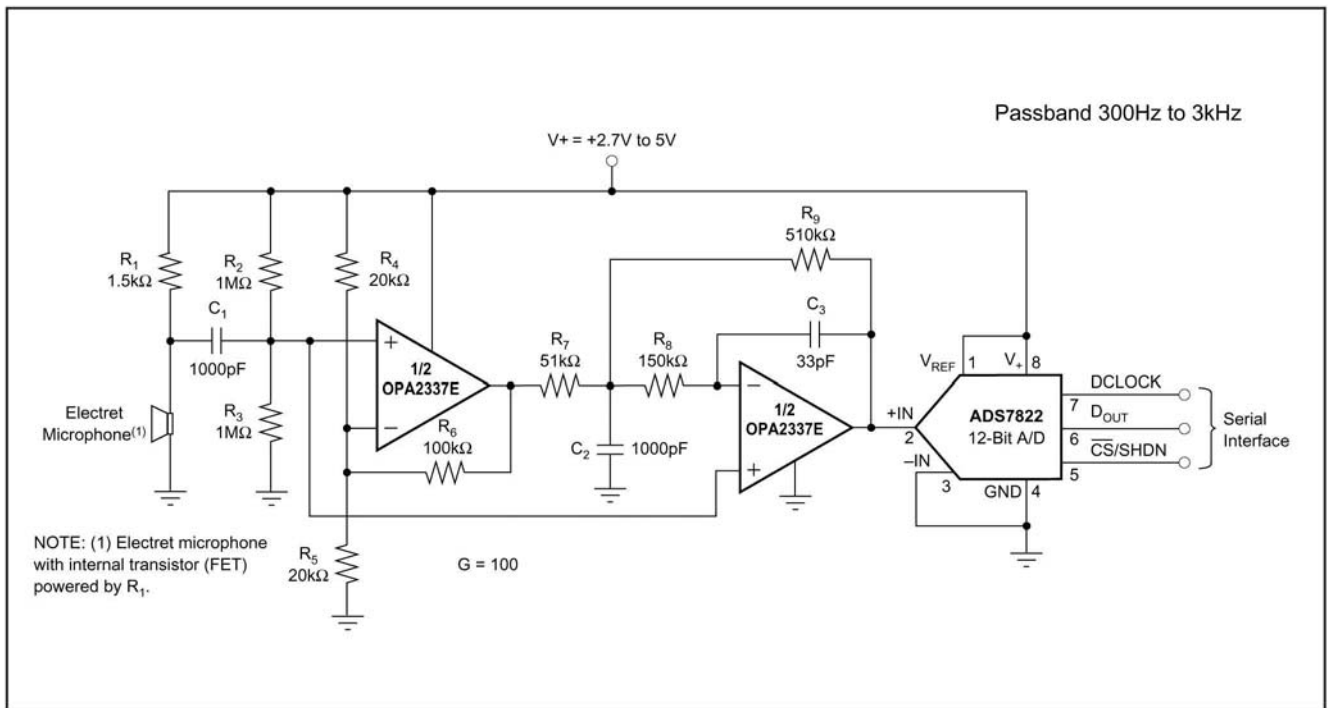 Passband 300Hz to 3kHz
V+ = +2.7V to 5V
R9
510kΩ
R1
1.5kΩ
R2
1MΩ
R4
20kΩ
C1
1000pF
C3
33pF
R7
51kΩ
R8
150kΩ
+
1/2
OPA2337E
−
VREF
1
V+
8
DCLOCK
7
+IN
2
ADS7822
12-Bit A/D
DOUT
6
CS/SHDN
5
Serial
Interface
−IN
3
GND
4
Electret
Microphone(1)
R3
1MΩ
R6
100kΩ
C2
1000pF
−
1/2
OPA2337E
+
NOTE: (1) Electret microphone
with internal transistor (FET)
powered by R1.
R5
20kΩ
G = 100